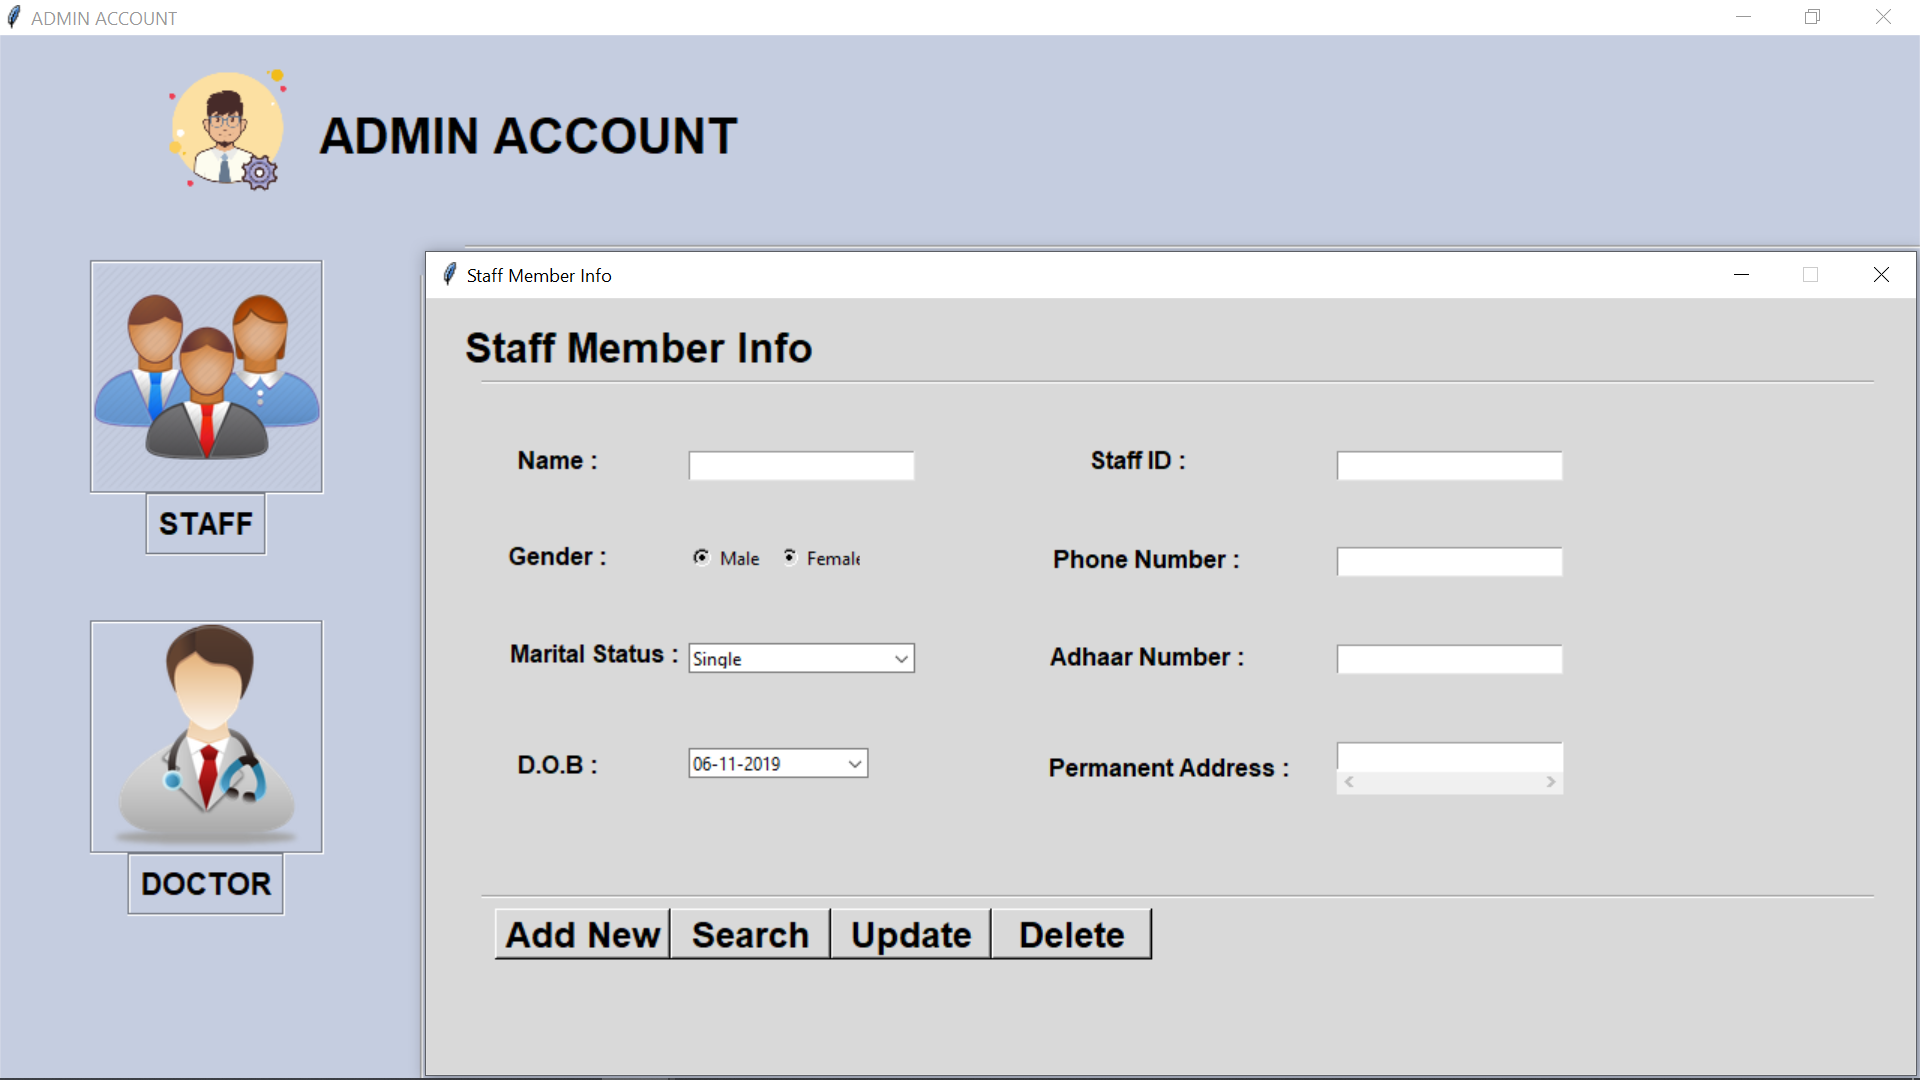 ADMIN ACCOUNT
ADMIN ACCOUNT
STAFF
DOCTOR
Staff Member Info
Staff Member Info
Name :
Staff ID :
Gender :
Male
Female
Phone Number :
Marital Status :
Single
Adhaar Number :
D.O.B :
06-11-2019
Permanent Address :
Add New
Search
Update
Delete